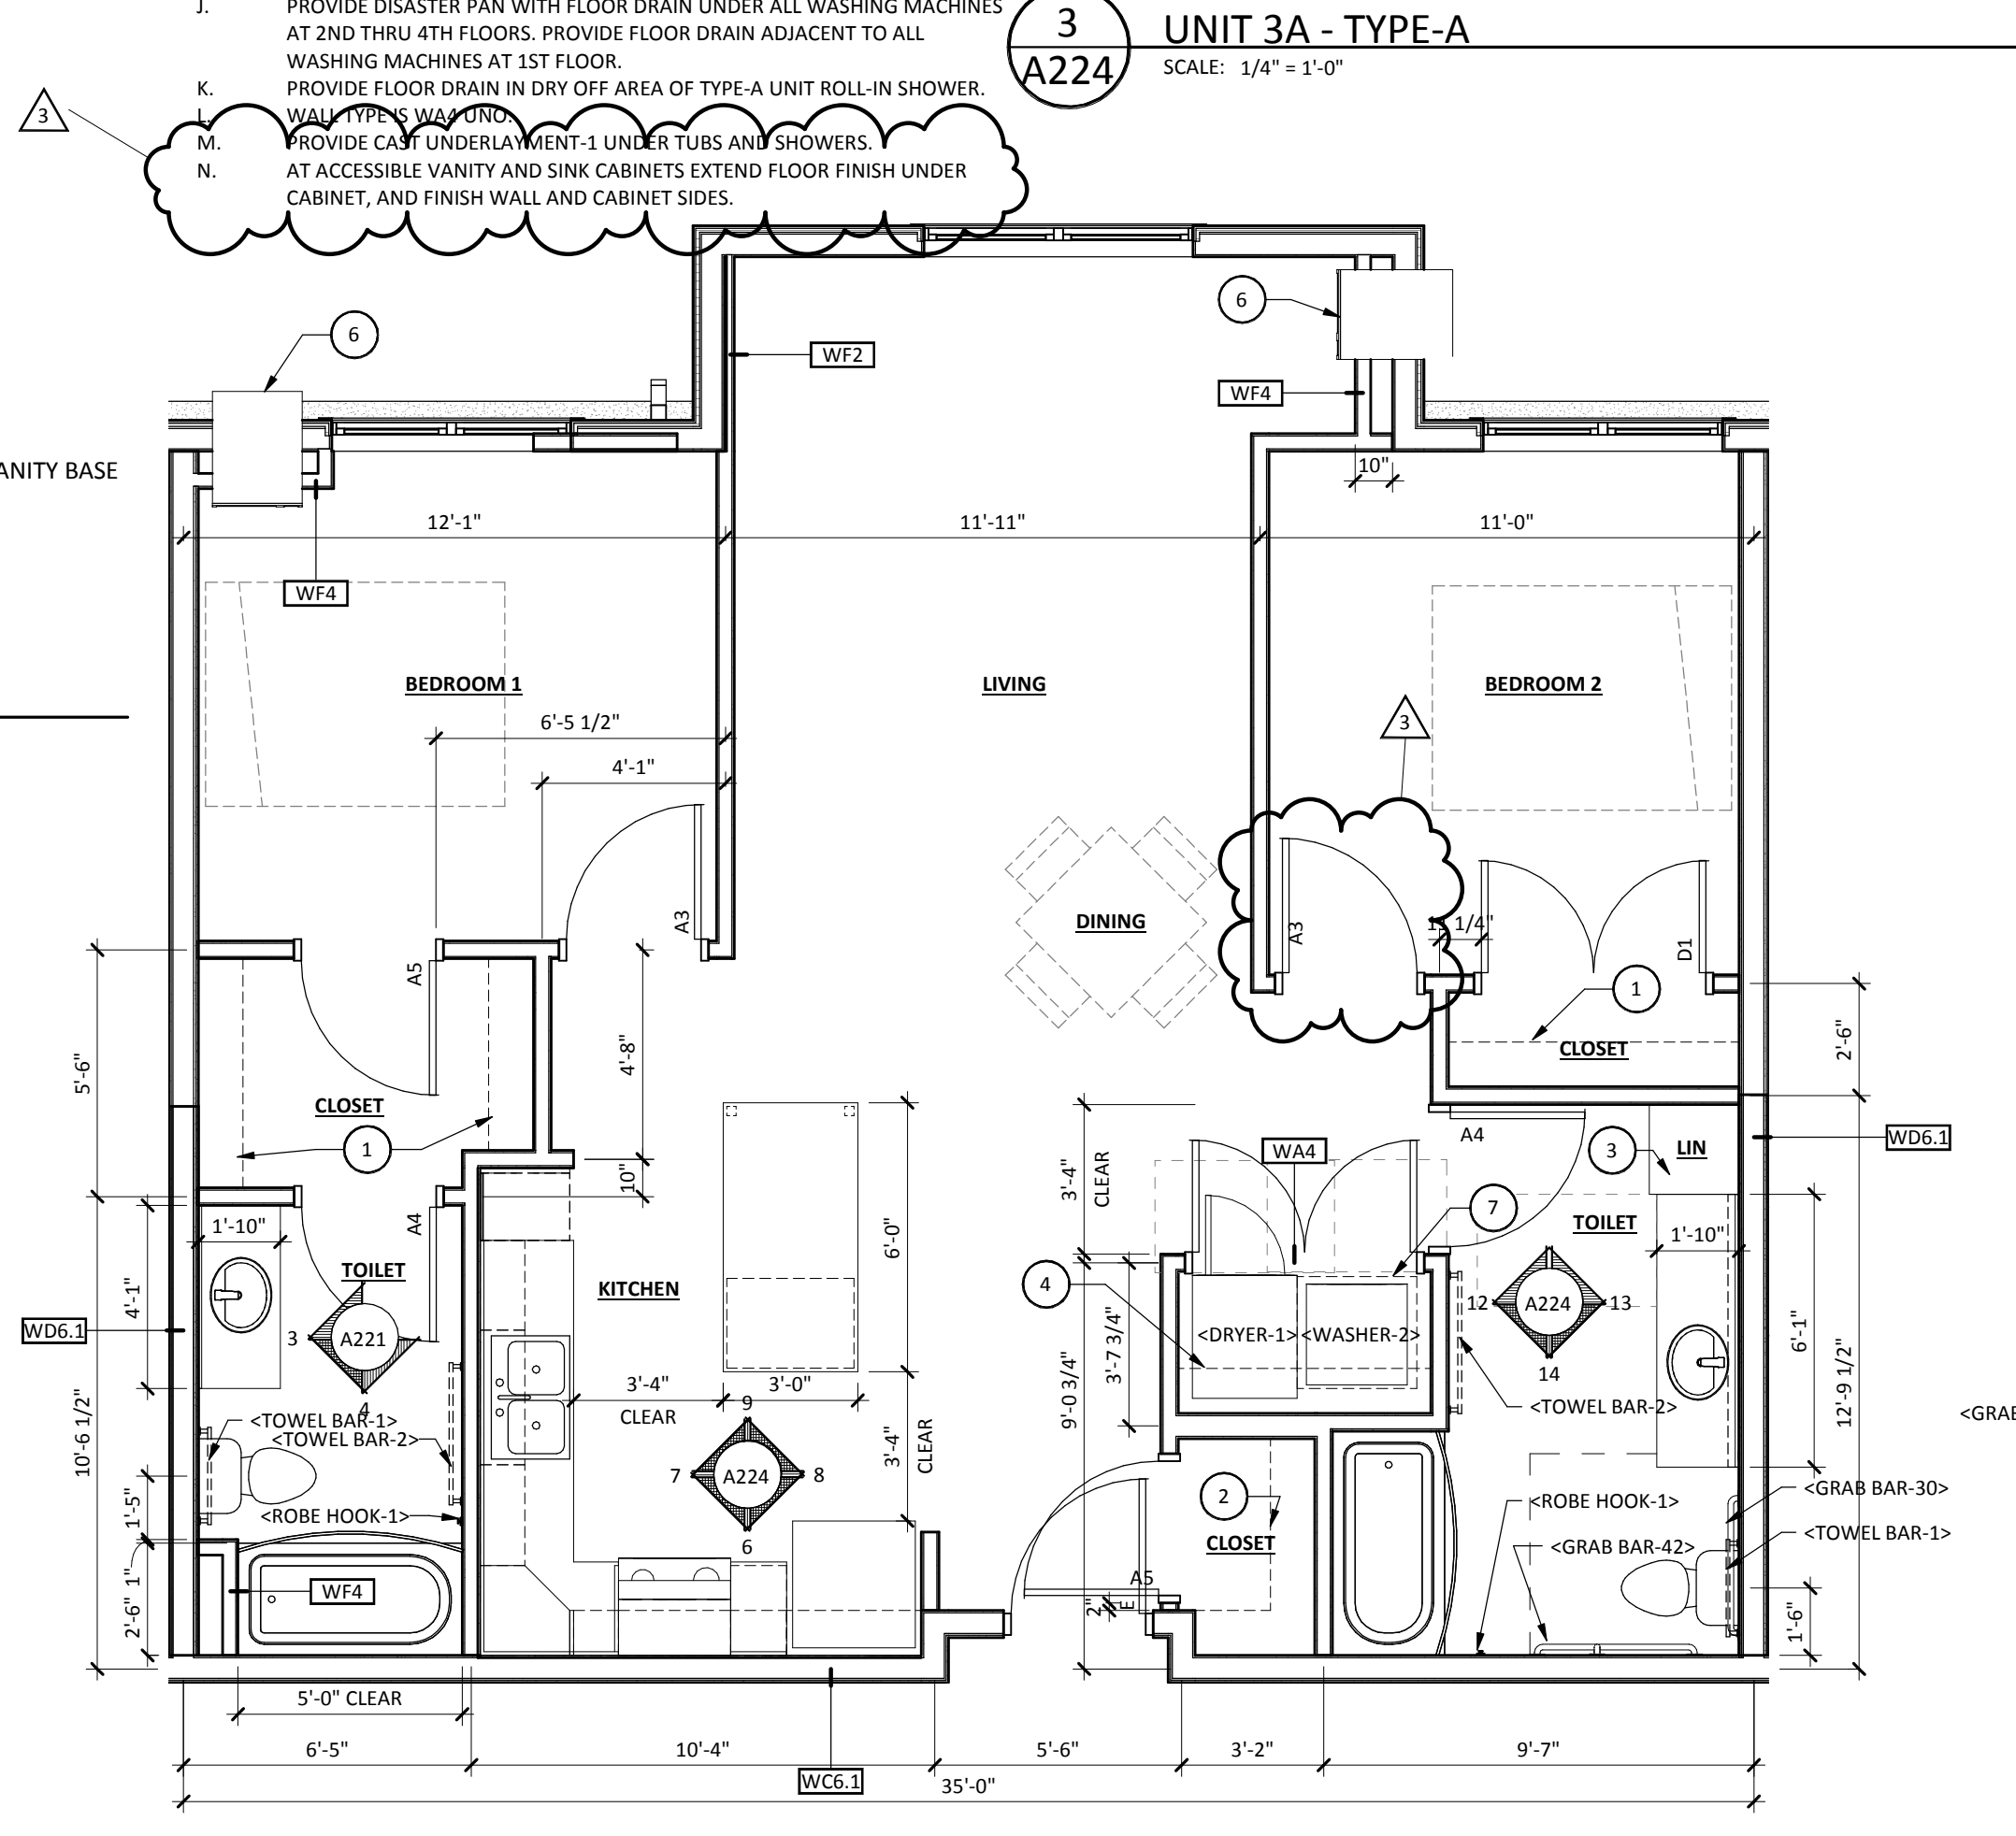 J. PROVIDE DISASTER PAN WITH FLOOR DRAIN UNDER ALL WASHING MACHINES
AT 2ND THRU 4TH FLOORS. PROVIDE FLOOR DRAIN ADJACENT TO ALL
WASHING MACHINES AT 1ST FLOOR.
K. PROVIDE FLOOR DRAIN IN DRY OFF AREA OF TYPE-A UNIT ROLL-IN SHOWER.
L. WALL TYPE IS WA4 UNO.
M. PROVIDE CAST UNDERLAYMENT-1 UNDER TUBS AND SHOWERS.
N. AT ACCESSIBLE VANITY AND SINK CABINETS EXTEND FLOOR FINISH UNDER
CABINET, AND FINISH WALL AND CABINET SIDES.
3
3
A224
UNIT 3A - TYPE-A
SCALE: 1/4" = 1'-0"
6
6
WF2
WF4
ANITY BASE
10"
12'-1"
11'-11"
11'-0"
WF4
BEDROOM 1
LIVING
BEDROOM 2
6'-5 1/2"
3
4'-1"
A3
DINING
A3
1/4"
D1
A5
1
CLOSET
5'-6"
4'-8"
2'-6"
CLOSET
1
10"
3'-4"
CLEAR
WA4
A4
3
LIN
WD6.1
A4
1'-10"
6'-0"
7
TOILET
1'-10"
TOILET
KITCHEN
4
4'-1"
WD6.1
3
A221
4
<DRYER-1>
<WASHER-2>
12
A224
13
14
3'-7 3/4"
9'-0 3/4"
6'-1"
12'-9 1/2"
3'-4"
CLEAR
3'-0"
<TOWEL BAR-1>
<TOWEL BAR-2>
<TOWEL BAR-2>
<GRAB
9
7
A224
8
6
3'-4"
CLEAR
10'-6 1/2"
1'-5"
<ROBE HOOK-1>
2
CLOSET
<ROBE HOOK-1>
<GRAB BAR-30>
<TOWEL BAR-1>
<GRAB BAR-42>
1"
2'-6"
WF4
A5
2"
E
1'-6"
5'-0" CLEAR
6'-5"
10'-4"
5'-6"
3'-2"
9'-7"
WC6.1
35'-0"